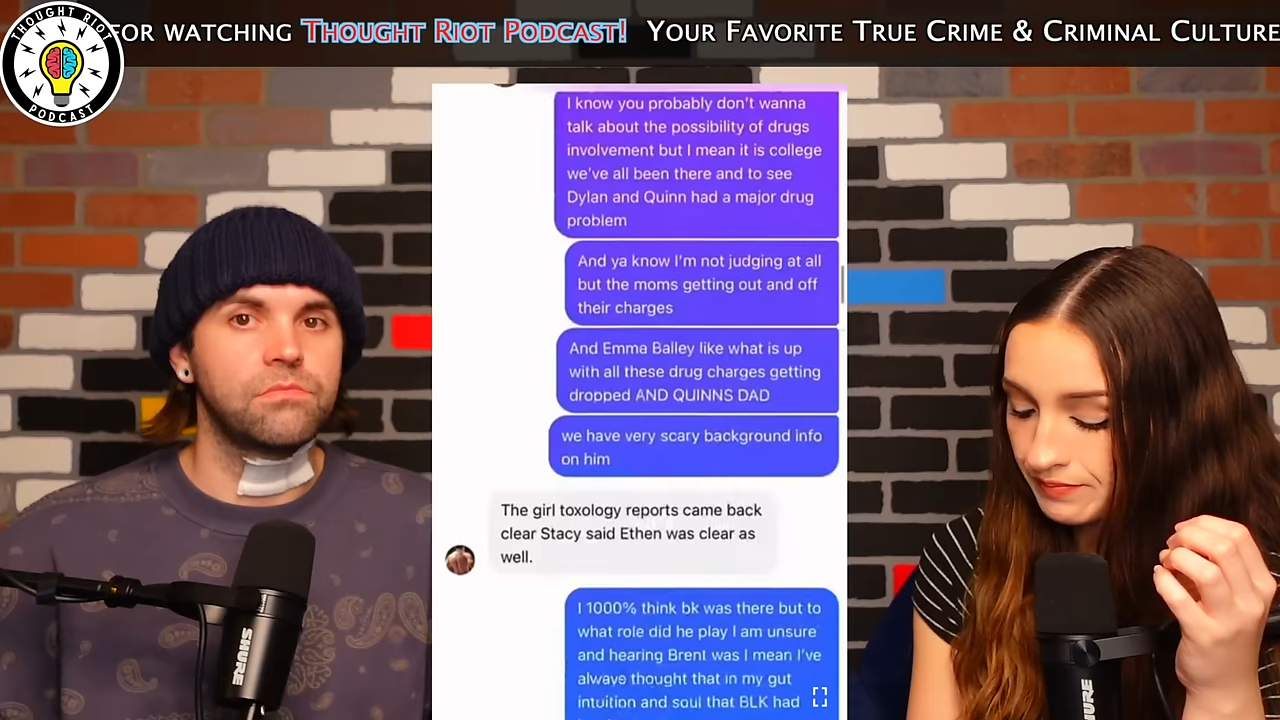 FOR WATCHING THOUGHT RIOT PODCAST! YOUR FAVORITE TRUE CRIME & CRIMINAL CULTURE
THOUGHT RIOT
PODCAST
I know you probably don't wanna
talk about the possibility of drugs
involvement but I mean it is college
we've all been there and to see
Dylan and Quinn had a major drug
problem
And ya know I'm not judging at all
but the moms getting out and off
their charges
And Emma Balley like what is up
with all these drug charges getting
dropped AND QUINNS DAD
we have very scary background info
on him
The girl toxology reports came back
clear Stacy said Ethen was clear as
well.
I 1000% think bk was there but to
what role did he play I am unsure
and hearing Brent was I mean I've
always thought that in my gut
intuition and soul that BLK had
SHURE
SHURE